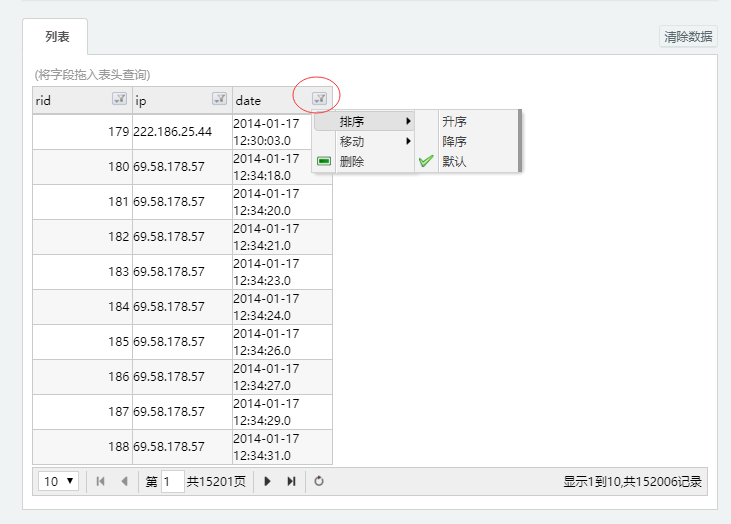 列表
清除数据
(将字段拖入表头查询)
rid ip date
179 222.186.25.44 2014-01-17 12:30:03.0
180 69.58.178.57 2014-01-17 12:34:18.0
181 69.58.178.57 2014-01-17 12:34:20.0
182 69.58.178.57 2014-01-17 12:34:21.0
183 69.58.178.57 2014-01-17 12:34:23.0
184 69.58.178.57 2014-01-17 12:34:24.0
185 69.58.178.57 2014-01-17 12:34:26.0
186 69.58.178.57 2014-01-17 12:34:27.0
187 69.58.178.57 2014-01-17 12:34:29.0
188 69.58.178.57 2014-01-17 12:34:31.0
排序
移动
删除
升序
降序
默认
10 第 1 共15201页 显示1到10,共152006记录